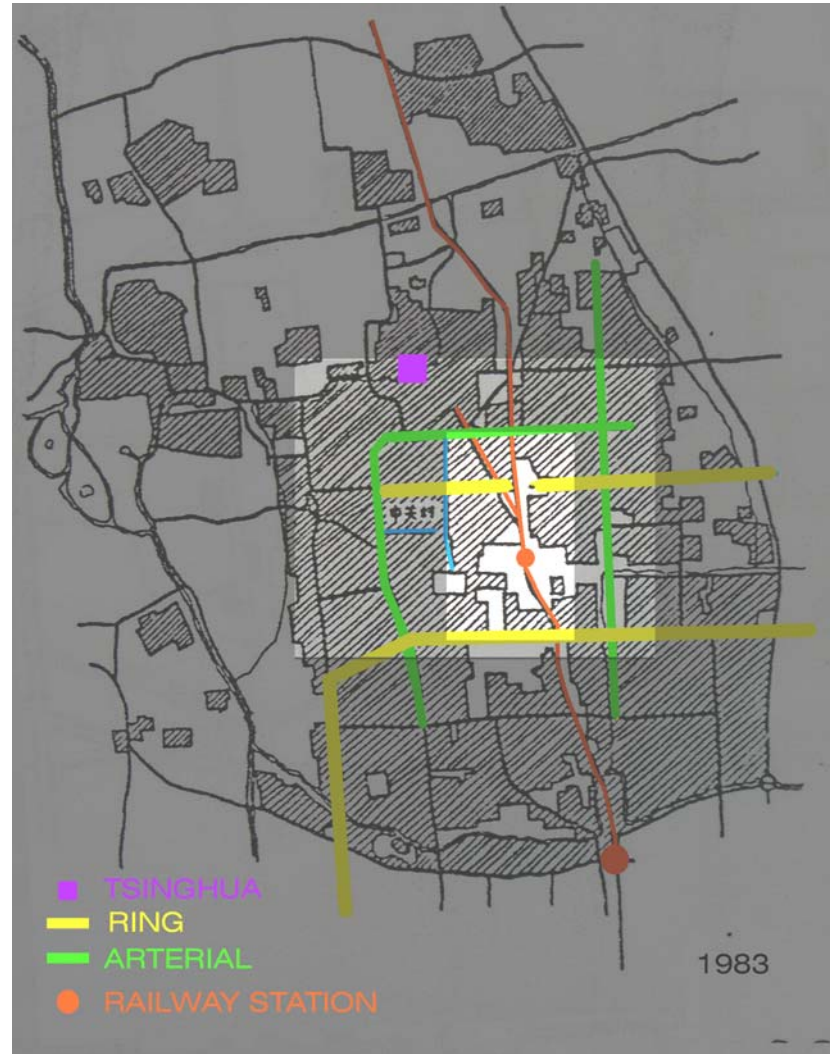 中关村
TSINGHUA
RING
ARTERIAL
1983
RAILWAY STATION